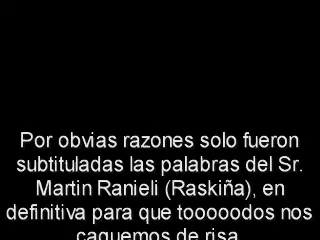 Por obvias razones solo fueron
subtituladas las palabras del Sr.
Martin Ranieli (Raskiña), en
definitiva para que tooooodos nos
caguemos de risa